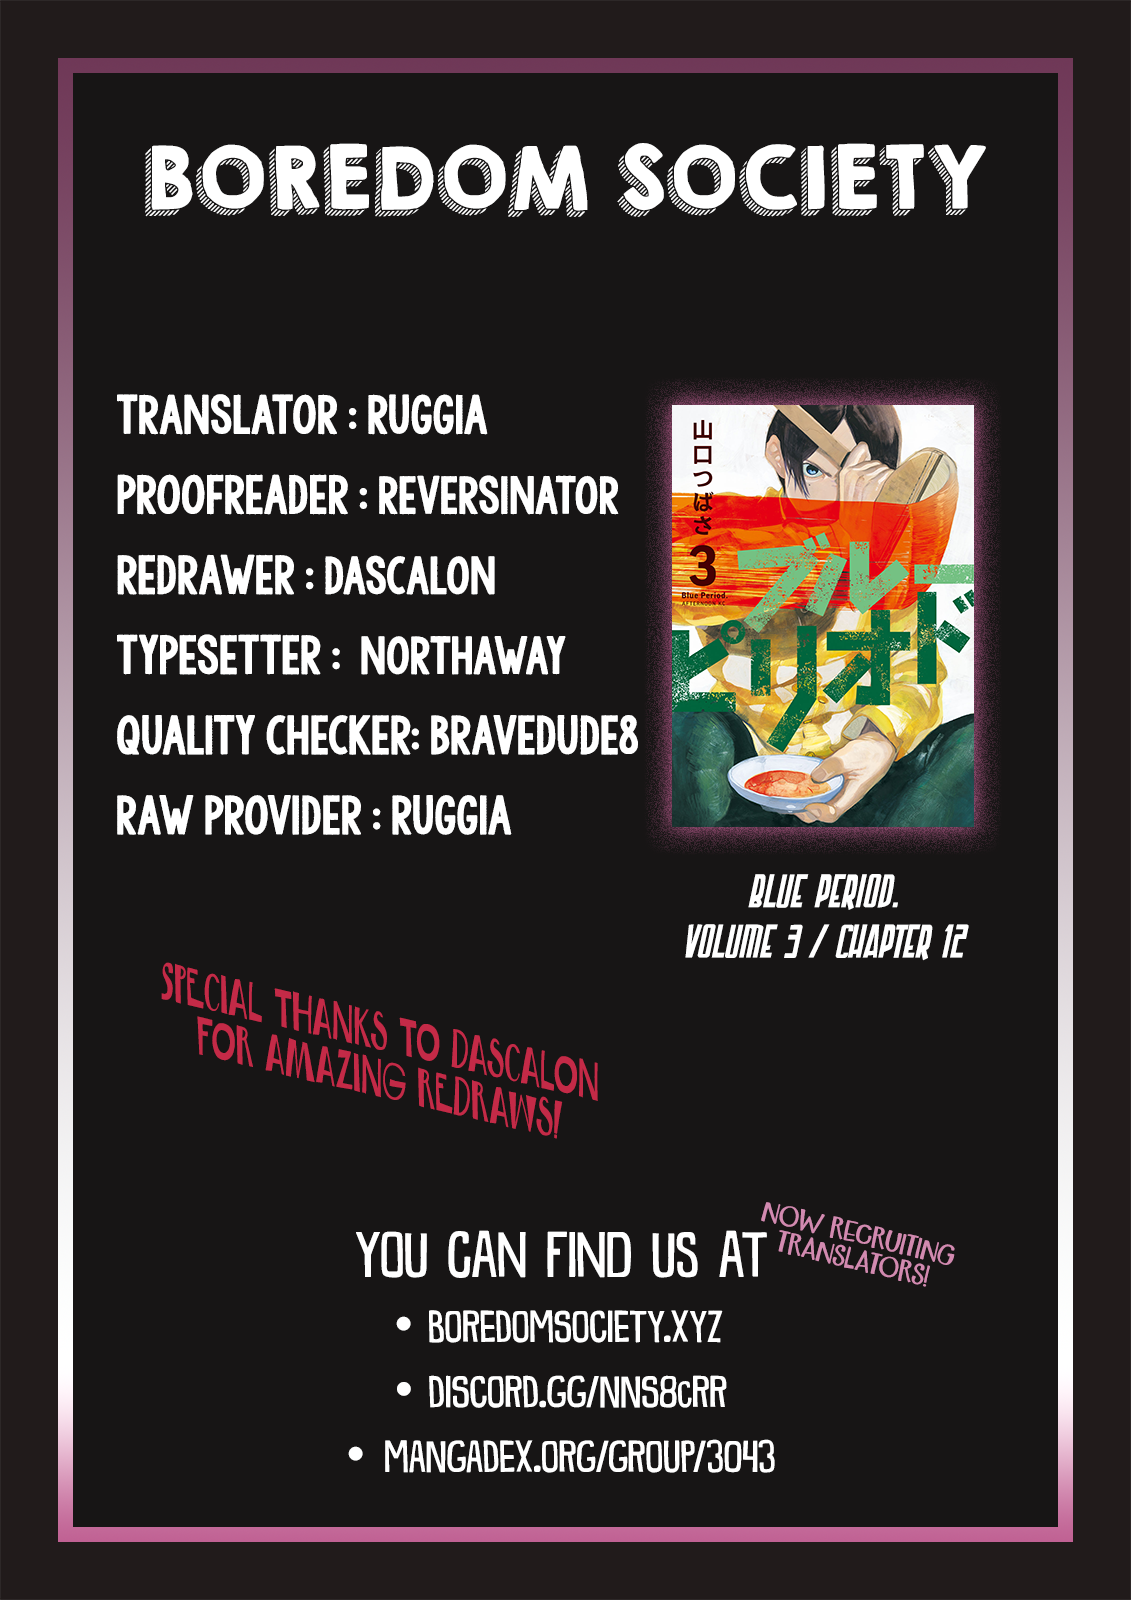 BOREDOM SOCIETY
TRANSLATOR : RUGGIA
PROOFREADER : REVERSINATOR
REDRAWER : DASCALON
TYPESETTER : NORTHAWAY
QUALITY CHECKER: BRAVEDUDE8
RAW PROVIDER : RUGGIA
山口つばさ
3
Blue Period.
AFTERNOON KC
ブルー
ピリオド
BLUE PERIOD.
VOLUME 3 / CHAPTER 12
SPECIAL THANKS TO DASCALON
FOR AMAZING REDRAWS!
YOU CAN FIND US AT
NOW RECRUITING
TRANSLATORS!
• BOREDOMSOCIETY.XYZ
• DISCORD.GG/NNS8cRR
• MANGADEX.ORG/GROUP/3043